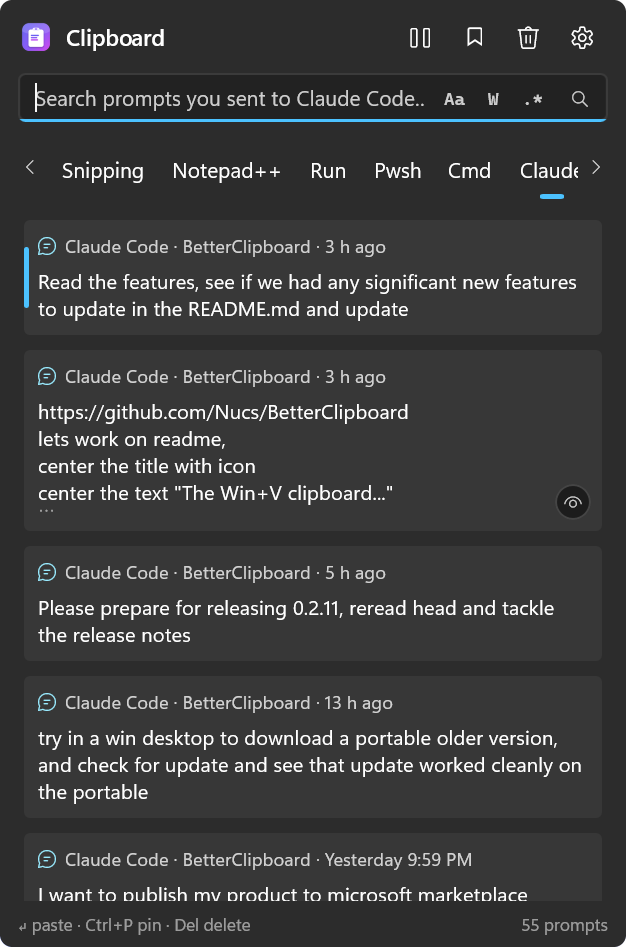 Clipboard
Search prompts you sent to Claude Code..
Aa W .*
Snipping Notepad++ Run Pwsh Cmd Claude
Claude Code · BetterClipboard · 3 h ago
Read the features, see if we had any significant new features
to update in the README.md and update
Claude Code · BetterClipboard · 3 h ago
https://github.com/Nucs/BetterClipboard
lets work on readme,
center the title with icon
center the text "The Win+V clipboard..."
...
Claude Code · BetterClipboard · 5 h ago
Please prepare for releasing 0.2.11, reread head and tackle
the release notes
Claude Code · BetterClipboard · 13 h ago
try in a win desktop to download a portable older version,
and check for update and see that update worked cleanly on
the portable
Claude Code · BetterClipboard · Yesterday 9:59 PM
I want to publish my product to microsoft marketplace
↲ paste · Ctrl+P pin · Del delete
55 prompts